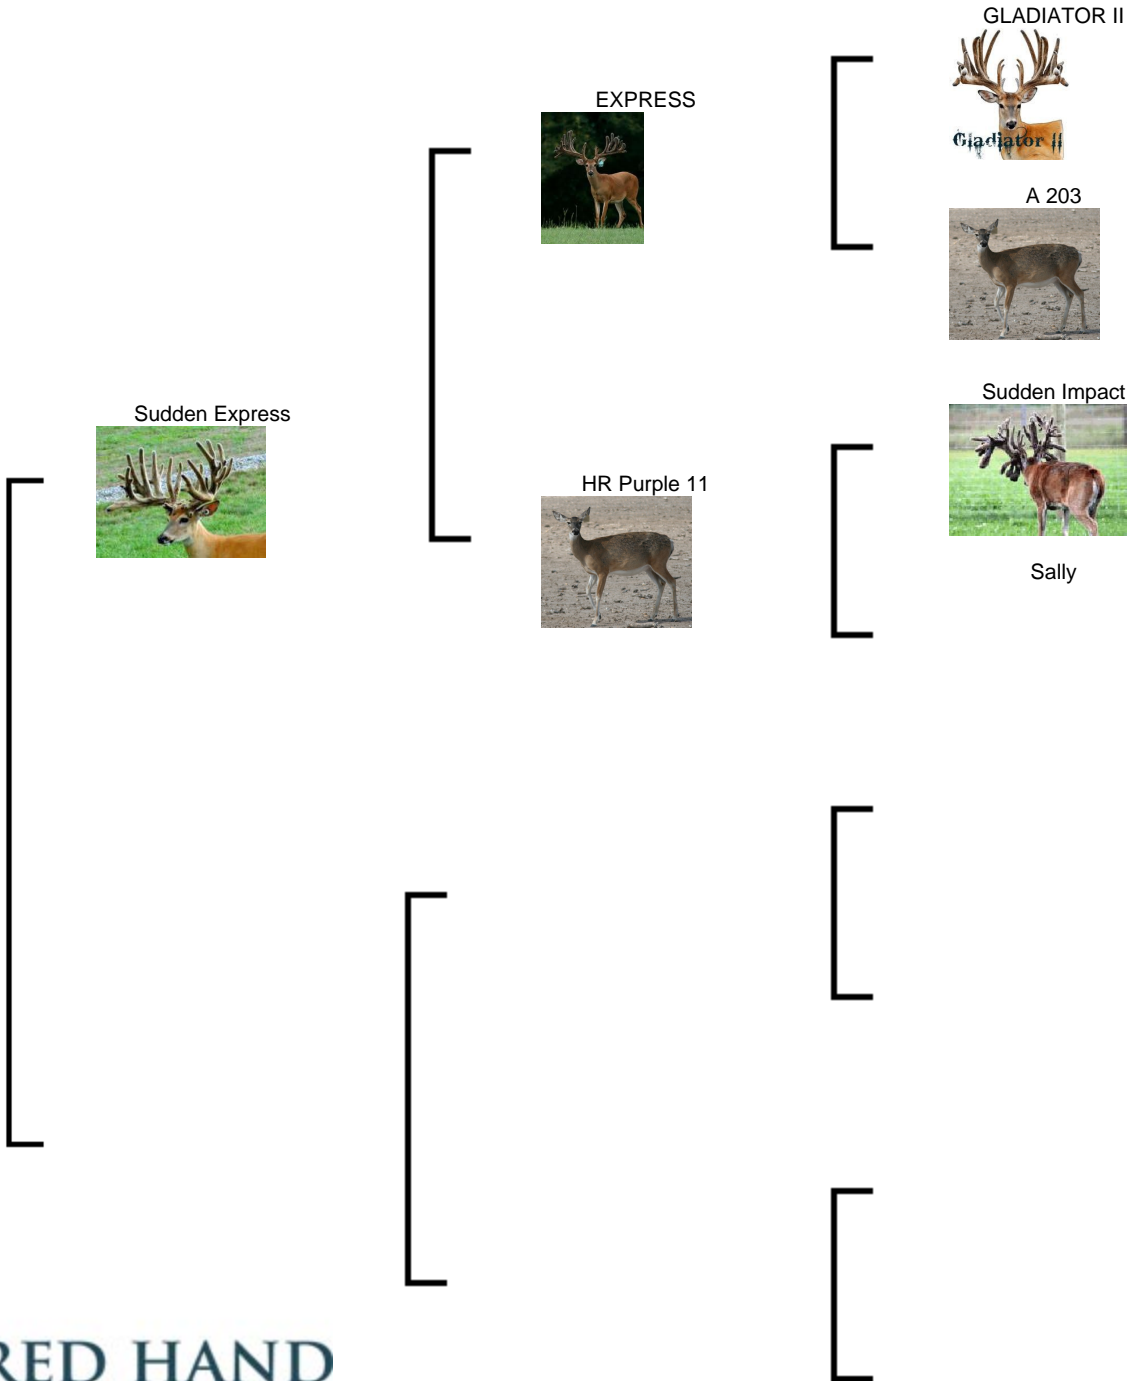 GLADIATOR II
Gladiator II
EXPRESS
A 203
Sudden Impact
Sudden Express
HR Purple 11
Sally
RED HAND